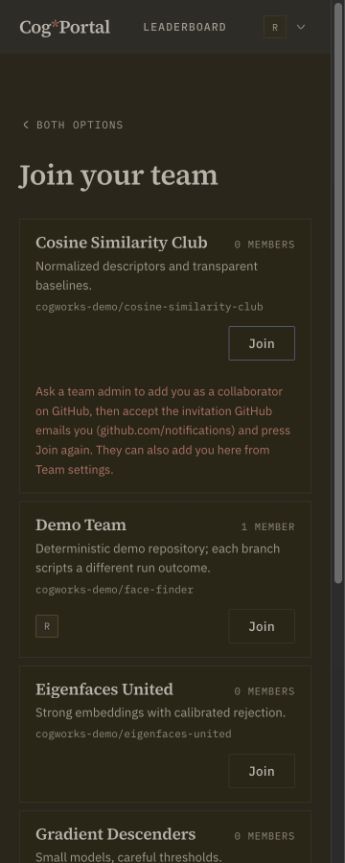 Cog*Portal LEADERBOARD R
BOTH OPTIONS
Join your team
Cosine Similarity Club 0 MEMBERS
Normalized descriptors and transparent
baselines.
cogworks-demo/cosine-similarity-club
Join
Ask a team admin to add you as a collaborator
on GitHub, then accept the invitation GitHub
emails you (github.com/notifications) and press
Join again. They can also add you here from
Team settings.
Demo Team 1 MEMBER
Deterministic demo repository; each branch
scripts a different run outcome.
cogworks-demo/face-finder
R Join
Eigenfaces United 0 MEMBERS
Strong embeddings with calibrated rejection.
cogworks-demo/eigenfaces-united
Join
Gradient Descenders 0 MEMBERS
Small models, careful thresholds.